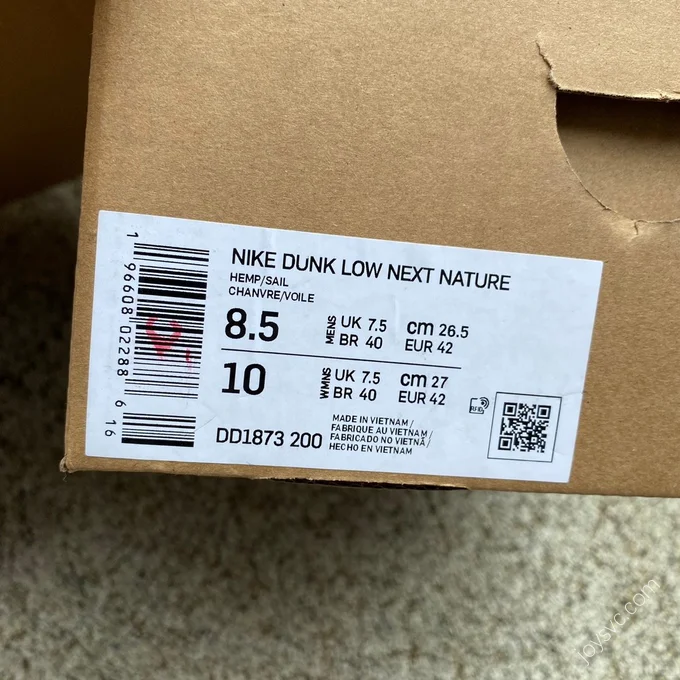 NIKE DUNK LOW NEXT NATURE
HEMP/SAIL
CHANVRE/VOILE
8.5 MENS UK 7.5 cm 26.5
BR 40 EUR 42
10 WMNS UK 7.5 cm 27
BR 40 EUR 42
DD1873 200
MADE IN VIETNAM/
FABRIQUE AU VIETNAM/
FABRICADO NO VIETNÃ/
HECHO EN VIETNAM
RFID
1 96608 02288 6 16
joysvc.com